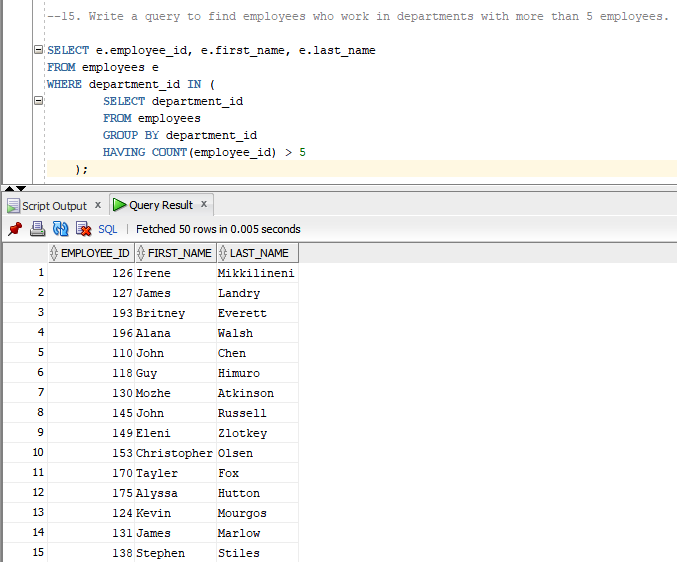 --15. Write a query to find employees who work in departments with more than 5 employees.
SELECT e.employee_id, e.first_name, e.last_name
FROM employees e
WHERE department_id IN (
SELECT department_id
FROM employees
GROUP BY department_id
HAVING COUNT(employee_id) > 5
);
Script Output x Query Result x
SQL | Fetched 50 rows in 0.005 seconds
EMPLOYEE_ID FIRST_NAME LAST_NAME
1 126 Irene Mikkilineni
2 127 James Landry
3 193 Britney Everett
4 196 Alana Walsh
5 110 John Chen
6 118 Guy Himuro
7 130 Mozhe Atkinson
8 145 John Russell
9 149 Eleni Zlotkey
10 153 Christopher Olsen
11 170 Tayler Fox
12 175 Alyssa Hutton
13 124 Kevin Mourgos
14 131 James Marlow
15 138 Stephen Stiles